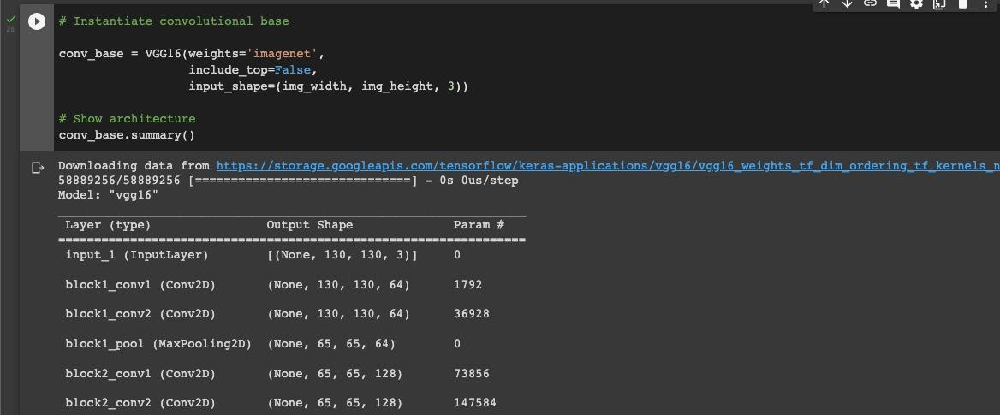 2s
# Instantiate convolutional base
conv_base = VGG16(weights='imagenet',
include_top=False,
input_shape=(img_width, img_height, 3))
# Show architecture
conv_base.summary()
Downloading data from https://storage.googleapis.com/tensorflow/keras-applications/vgg16/vgg16_weights_tf_dim_ordering_tf_kernels_n
58889256/58889256 [==============================] - 0s 0us/step
Model: "vgg16"
_________________________________________________________________
Layer (type) Output Shape Param #
=================================================================
input_1 (InputLayer) [(None, 130, 130, 3)] 0
block1_conv1 (Conv2D) (None, 130, 130, 64) 1792
block1_conv2 (Conv2D) (None, 130, 130, 64) 36928
block1_pool (MaxPooling2D) (None, 65, 65, 64) 0
block2_conv1 (Conv2D) (None, 65, 65, 128) 73856
block2_conv2 (Conv2D) (None, 65, 65, 128) 147584